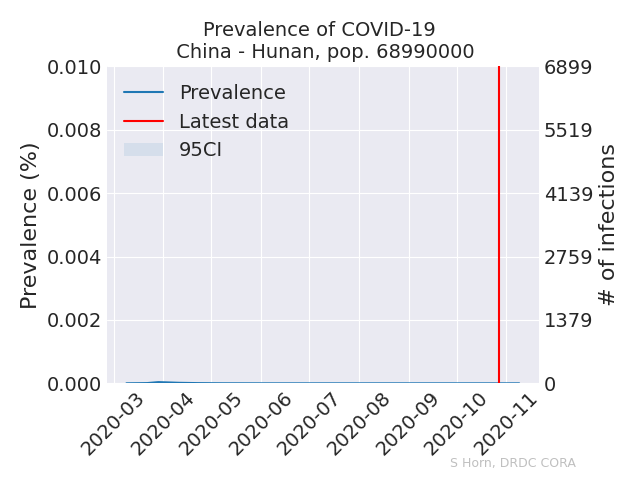 Prevalence of COVID-19
China - Hunan, pop. 68990000
Prevalence
Latest data
95CI
Prevalence (%)
0.010
0.008
0.006
0.004
0.002
0.000
6899
5519
4139
2759
1379
0
# of infections
2020-03
2020-04
2020-05
2020-06
2020-07
2020-08
2020-09
2020-10
2020-11
S Horn, DRDC CORA